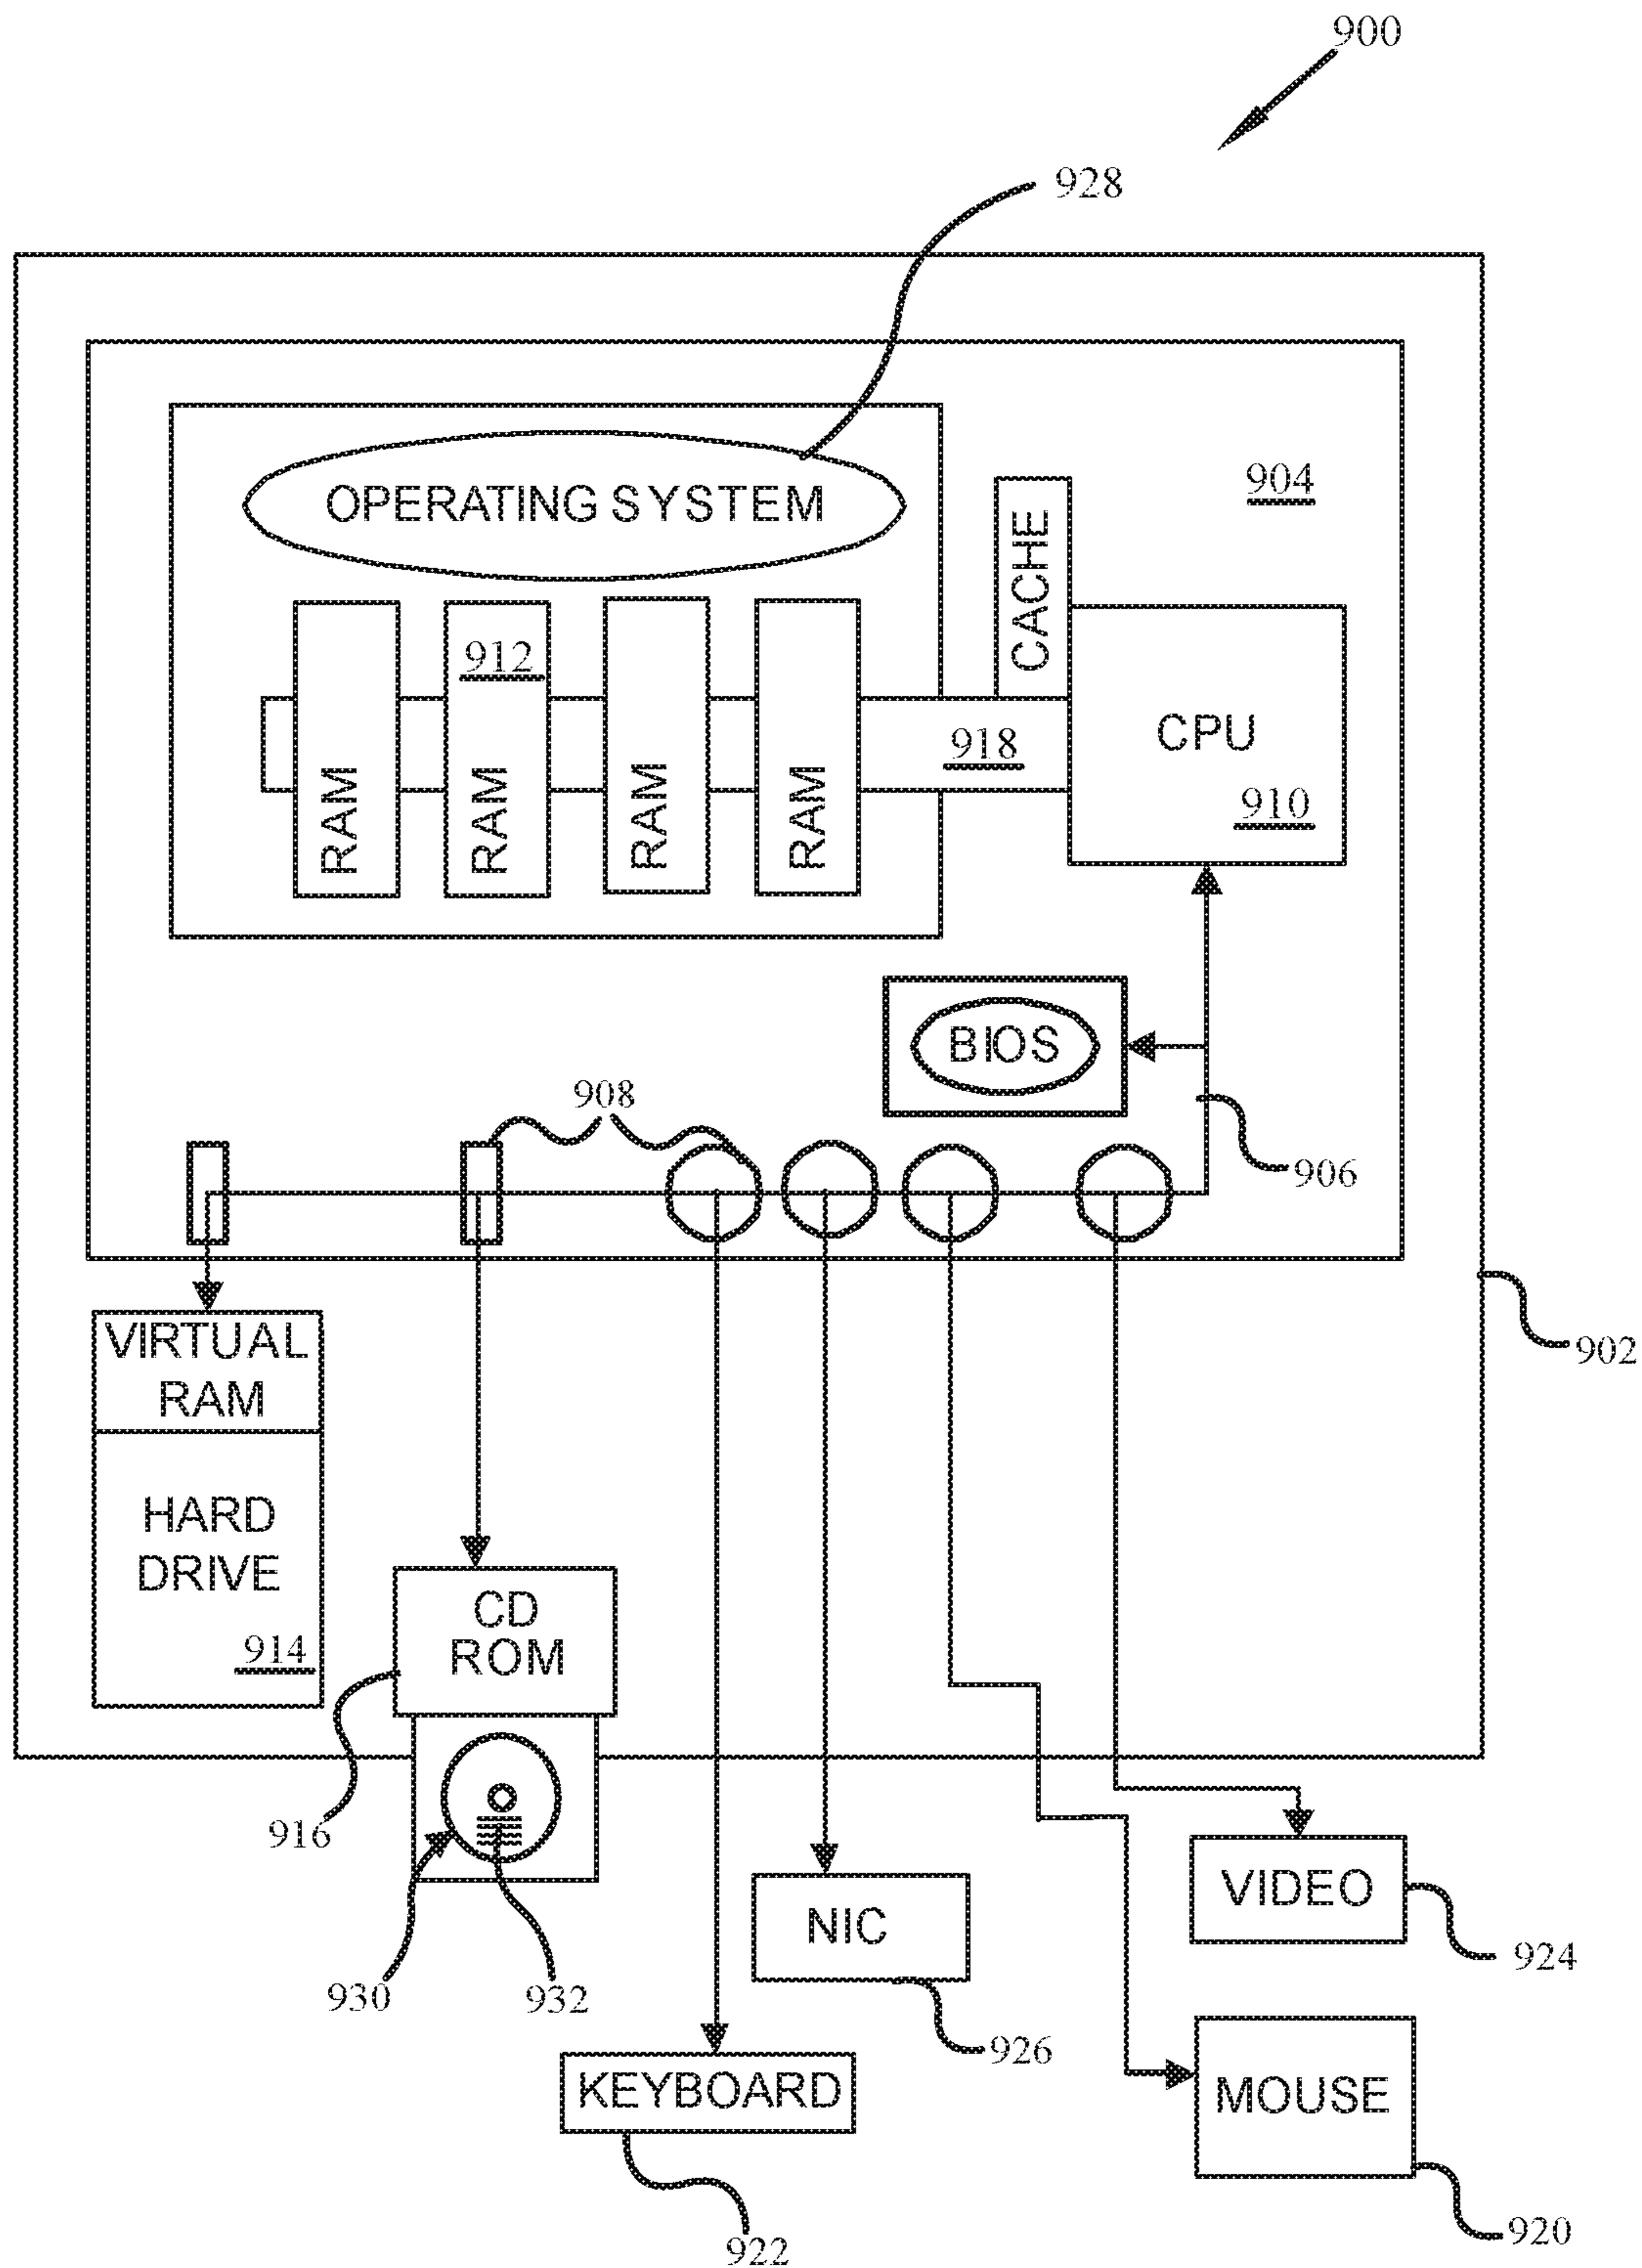 900
928
904
OPERATING SYSTEM
CACHE
912
918
CPU
910
RAM
RAM
RAM
RAM
BIOS
908
906
902
VIRTUAL
RAM
HARD
DRIVE
914
CD
ROM
916
930
932
NIC
926
VIDEO
924
KEYBOARD
922
MOUSE
920